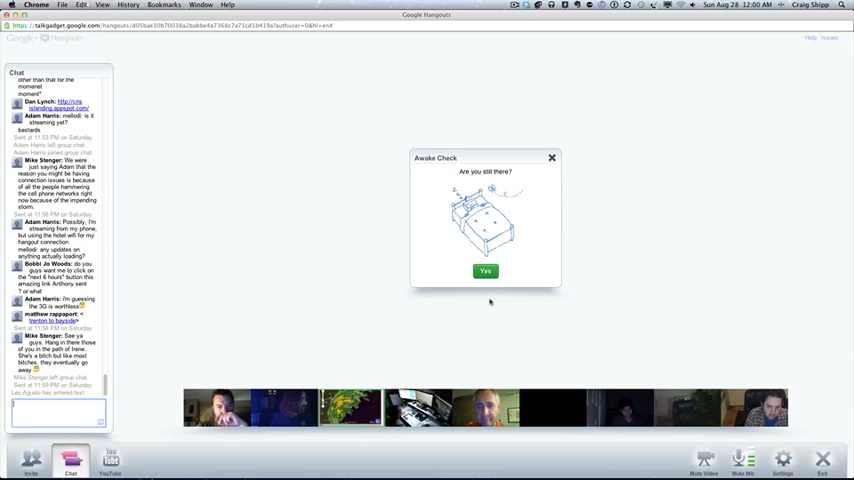 Chrome File Edit View History Bookmarks Window Help
Sun Aug 28 12:00 AM Craig Shipp
Google Hangouts
https://talkgadget.google.com/hangouts/d05bae30b70038a2babbe4a7368c7a71cd1b419a?authuser=0&hl=en#
Google+ Hangouts
Help Issues
Chat
other than that for the
momenet
moment*
Dan Lynch: http://cris
islanding.appspot.com/
Adam Harris: mellodi: is it
streaming yet?
bastards
Sent at 11:53 PM on Saturday
Adam Harris left group chat.
Adam Harris joined group chat.
Mike Stenger: We were
just saying Adam that the
reason you might be having
connection issues is because
of all the people hammering
the cell phone networks right
now because of the impending
storm.
Sent at 11:56 PM on Saturday
Adam Harris: Possibly, I'm
streaming from my phone,
but using the hotel wifi for my
hangout connection
mellodi: any updates on
anything actually loading?
Bobbi Jo Woods: do you
guys want me to click on
the "next 6 hours" button this
amazing link Anthony sent
? or what
Adam Harris: i'm guessing
the 3G is worthless
matthew rappaport: <
trenton to bayside>
Sent at 11:58 PM on Saturday
Mike Stenger: See ya
guys. Hang in there those
of you in the path of Irene.
She's a bitch but like most
bitches, they eventually go
away
Mike Stenger left group chat.
Sent at 11:59 PM on Saturday
Leo Agueto has entered text
Awake Check
Are you still there?
Yes
Invite
Chat
YouTube
Mute Video
Mute Mic
Settings
Exit